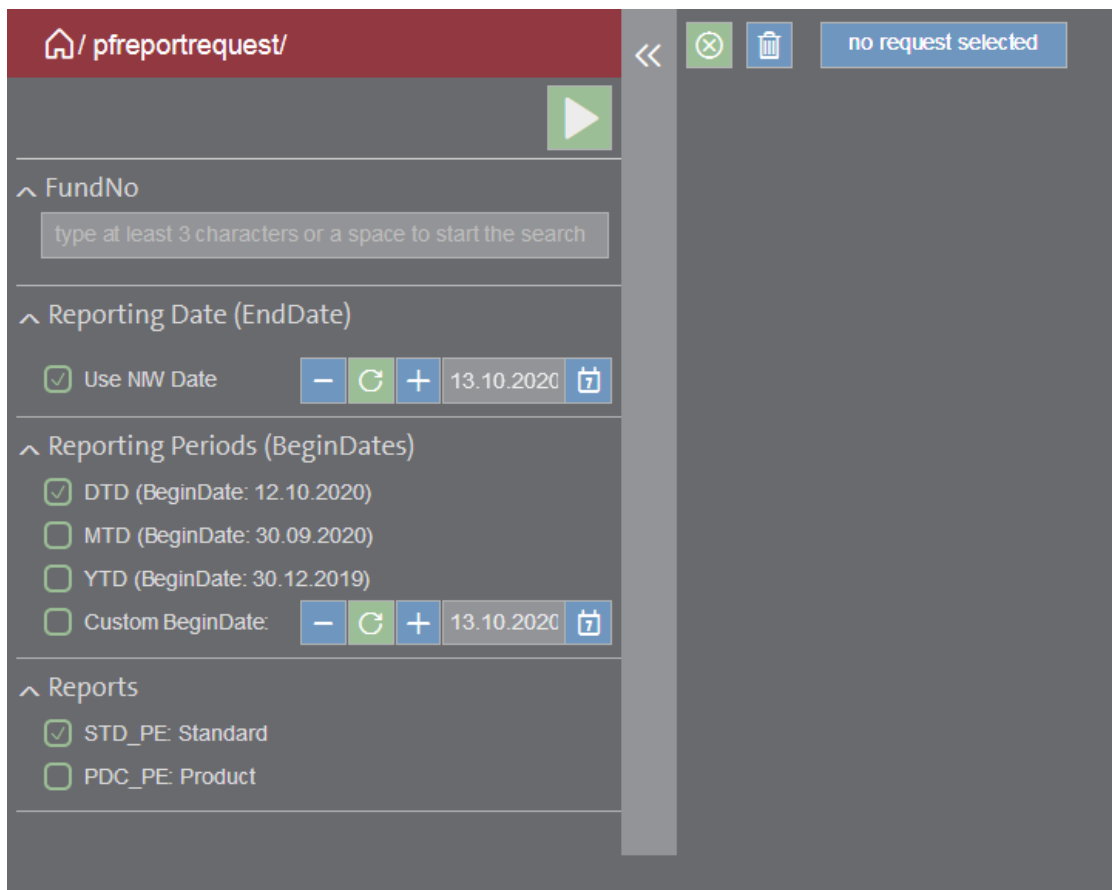 / pfreportrequest/
no request selected
FundNo
type at least 3 characters or a space to start the search
Reporting Date (EndDate)
Use NIW Date
13.10.2020
7
Reporting Periods (BeginDates)
DTD (BeginDate: 12.10.2020)
MTD (BeginDate: 30.09.2020)
YTD (BeginDate: 30.12.2019)
Custom BeginDate:
13.10.2020
7
Reports
STD_PE: Standard
PDC_PE: Product